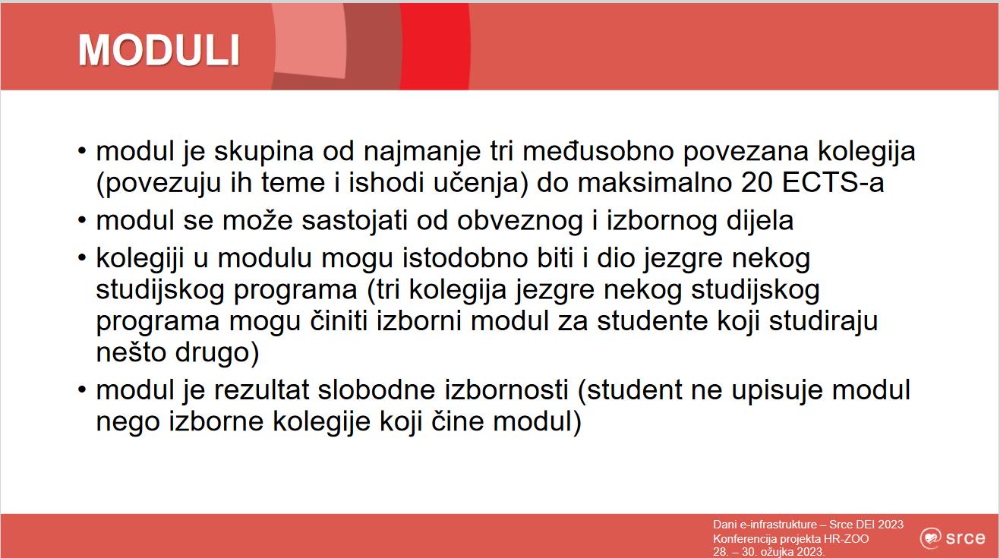 MODULI
• modul je skupina od najmanje tri međusobno povezana kolegija
(povezuju ih teme i ishodi učenja) do maksimalno 20 ECTS-a
• modul se može sastojati od obveznog i izbornog dijela
• kolegiji u modulu mogu istodobno biti i dio jezgre nekog
studijskog programa (tri kolegija jezgre nekog studijskog
programa mogu činiti izborni modul za studente koji studiraju
nešto drugo)
• modul je rezultat slobodne izbornosti (student ne upisuje modul
nego izborne kolegije koji čine modul)
Dani e-infrastrukture – Srce DEI 2023
Konferencija projekta HR-ZOO
28. – 30. ožujka 2023.
srce